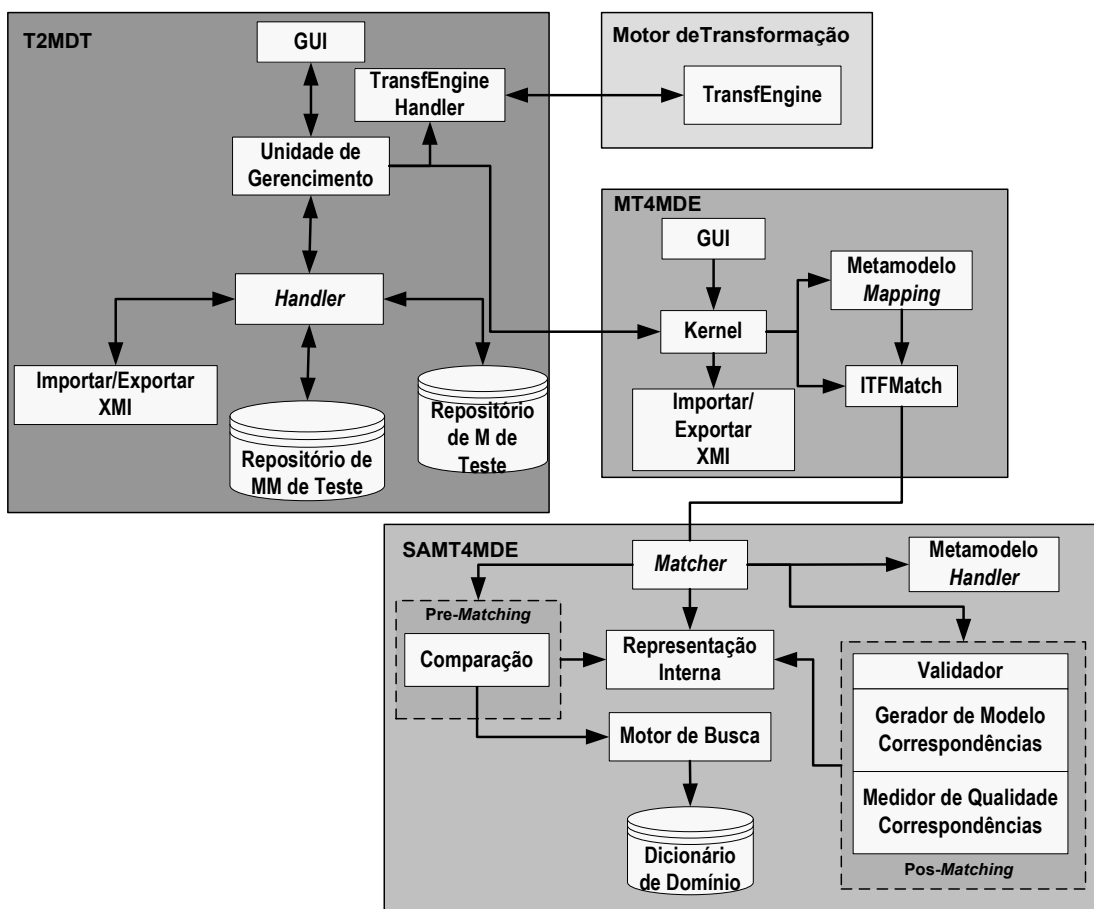 T2MDT
GUI
TransfEngine
Handler
Unidade de
Gerencimento
Handler
Importar/Exportar
XMI
Repositório de
MM de Teste
Repositório
de M de
Teste
Motor deTransformação
TransfEngine
MT4MDE
GUI
Metamodelo
Mapping
Kernel
ITFMatch
Importar/
Exportar
XMI
SAMT4MDE
Matcher
Metamodelo
Handler
Pre-Matching
Comparação
Representação
Interna
Motor de Busca
Dicionário
de Domínio
Validador
Gerador de Modelo
Correspondências
Medidor de Qualidade
Correspondências
Pos-Matching